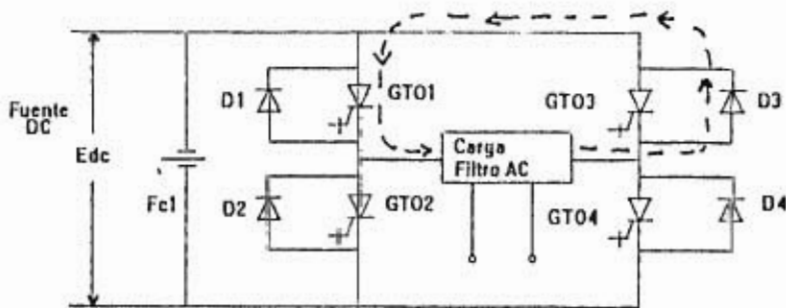 Fuente
DC
Edc
Fc1
D1
GTO1
D2
GTO2
Carga
Filtro AC
GTO3
D3
GTO4
D4